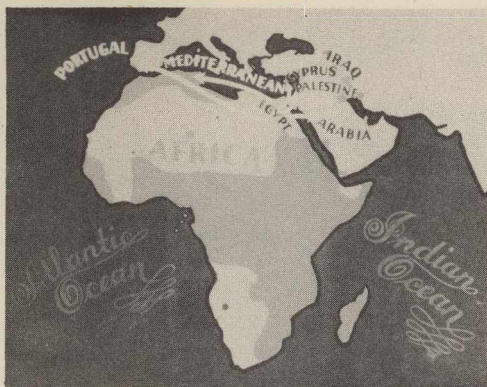 PORTUGAL
MEDITERRANEAN
IRAQ
CYPRUS
PALESTINE
EGYPT
ARABIA
AFRICA
Atlantic
Ocean
Indian
Ocean